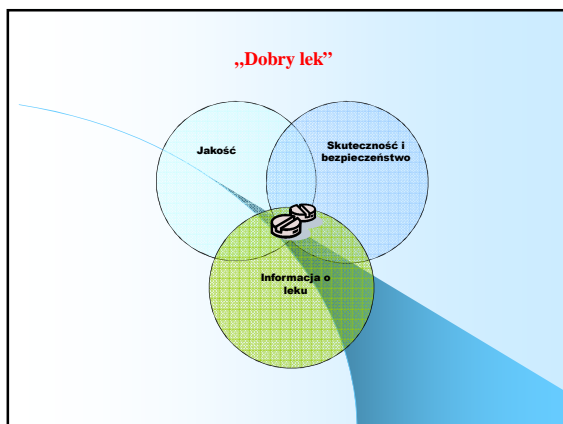 „Dobry lek”
Jakość
Skuteczność i
bezpieczeństwo
Informacja o
leku